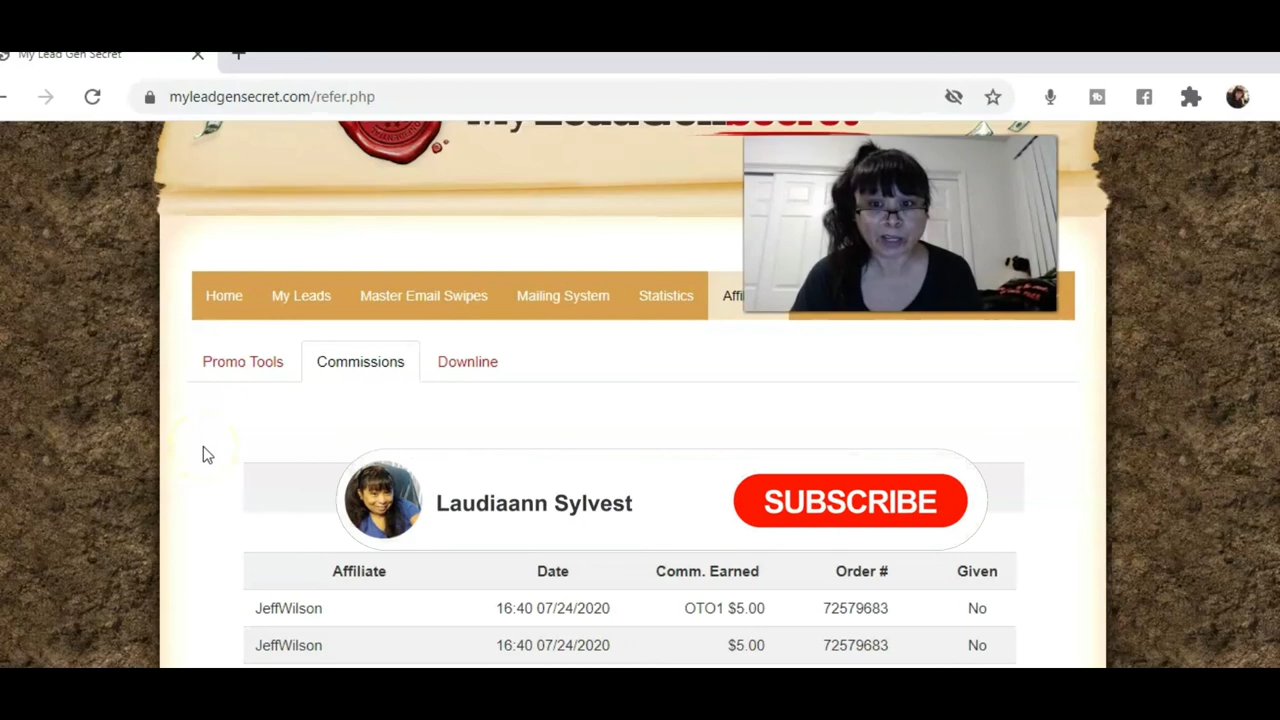 My Lead Gen Secret
myleadgensecret.com/refer.php
MyLeadGenSecret
Home My Leads Master Email Swipes Mailing System Statistics Affi
Promo Tools Commissions Downline
Laudiaann Sylvest SUBSCRIBE
Affiliate Date Comm. Earned Order # Given
JeffWilson 16:40 07/24/2020 OTO1 $5.00 72579683 No
JeffWilson 16:40 07/24/2020 $5.00 72579683 No